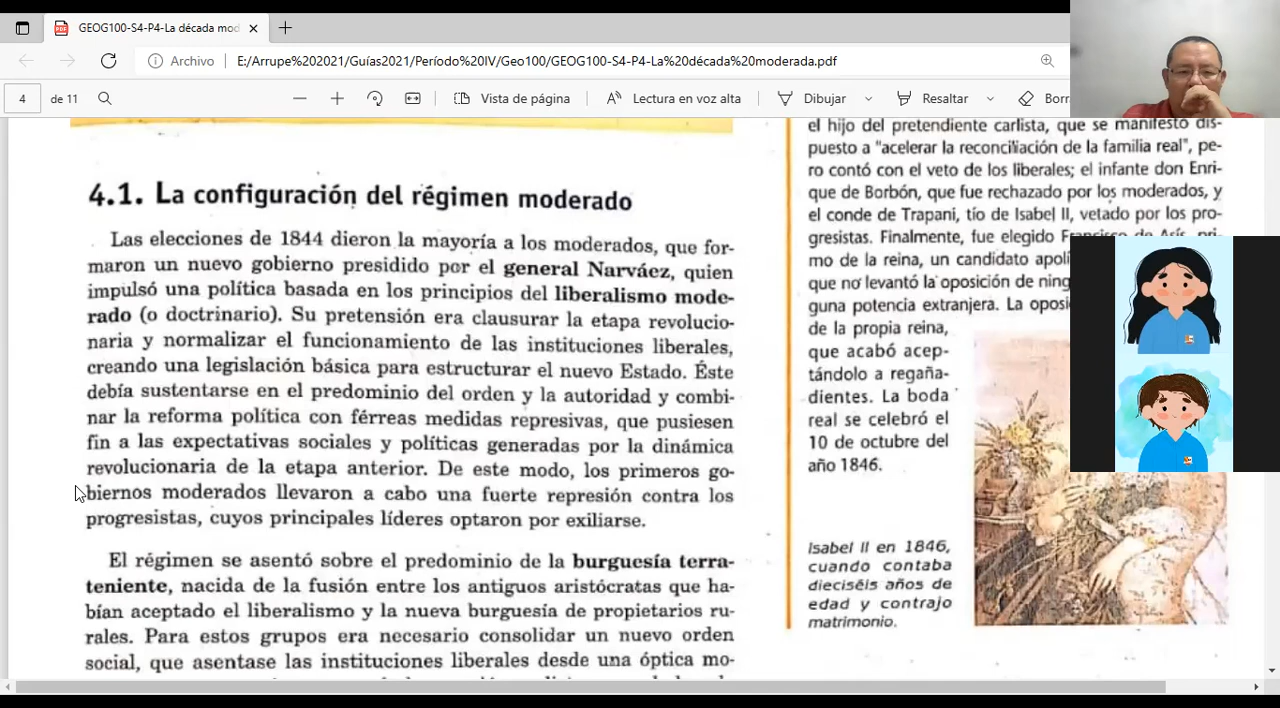 GEOG100-S4-P4-La década mod
Archivo
E:/Arrupe%202021/Guías2021/Período%20IV/Geo100/GEOG100-S4-P4-La%20década%20moderada.pdf
4
de 11
Vista de página
Lectura en voz alta
Dibujar
Resaltar
Borr
4.1. La configuración del régimen moderado
Las elecciones de 1844 dieron la mayoría a los moderados, que for-
maron un nuevo gobierno presidido por el general Narváez, quien
impulsó una política basada en los principios del liberalismo mode-
rado (o doctrinario). Su pretensión era clausurar la etapa revolucio-
naria y normalizar el funcionamiento de las instituciones liberales,
creando una legislación básica para estructurar el nuevo Estado. Éste
debía sustentarse en el predominio del orden y la autoridad y combi-
nar la reforma política con férreas medidas represivas, que pusiesen
fin a las expectativas sociales y políticas generadas por la dinámica
revolucionaria de la etapa anterior. De este modo, los primeros go-
biernos moderados llevaron a cabo una fuerte represión contra los
progresistas, cuyos principales líderes optaron por exiliarse.
El régimen se asentó sobre el predominio de la burguesía terra-
teniente, nacida de la fusión entre los antiguos aristócratas que ha-
bían aceptado el liberalismo y la nueva burguesía de propietarios ru-
rales. Para estos grupos era necesario consolidar un nuevo orden
social, que asentase las instituciones liberales desde una óptica mo-
el hijo del pretendiente carlista, que se manifestó dis-
puesto a "acelerar la reconciliación de la familia real", pe-
ro contó con el veto de los liberales; el infante don Enri-
que de Borbón, que fue rechazado por los moderados, y
el conde de Trapani, tío de Isabel II, vetado por los pro-
gresistas. Finalmente, fue elegido Francisco de Asís, pri-
mo de la reina, un candidato apolí
que no levantó la oposición de ning
guna potencia extranjera. La oposi
de la propia reina,
que acabó acep-
tándolo a regaña-
dientes. La boda
real se celebró el
10 de octubre del
año 1846.
Isabel II en 1846,
cuando contaba
dieciséis años de
edad y contrajo
matrimonio.